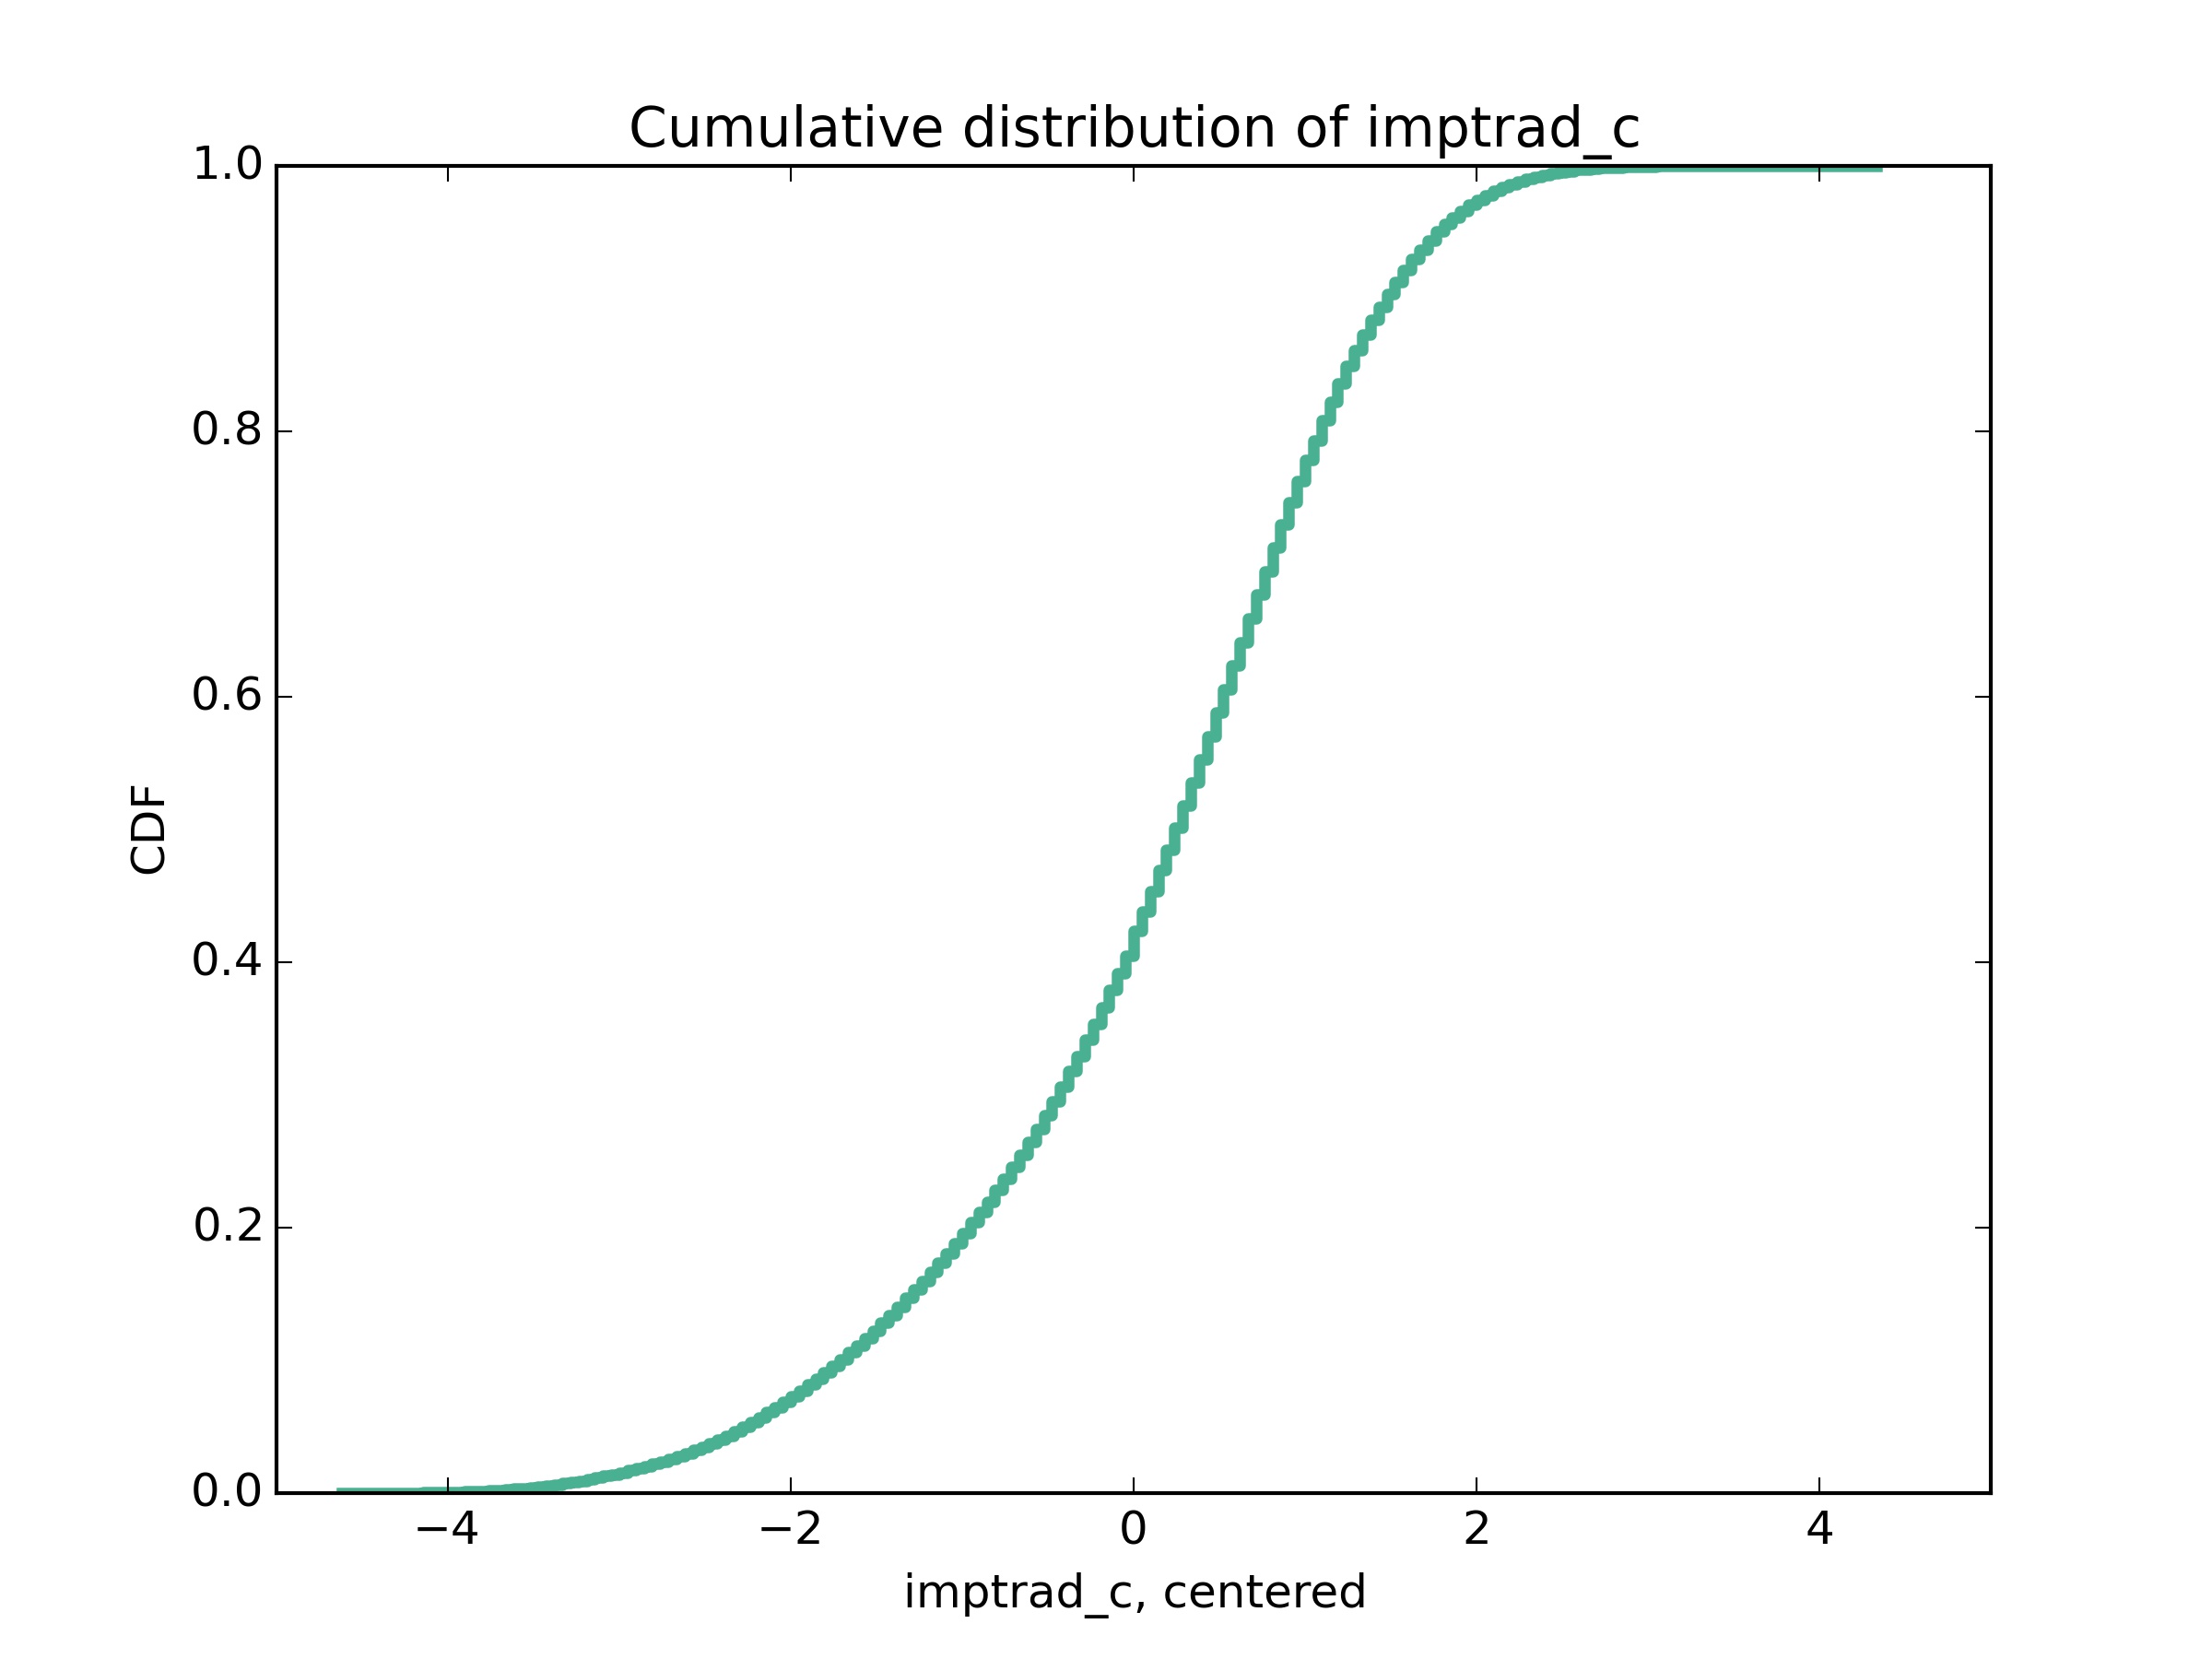 Cumulative distribution of imptrad_c
1.0
0.8
0.6
0.4
0.2
0.0
CDF
−4 −2 0 2 4
imptrad_c, centered